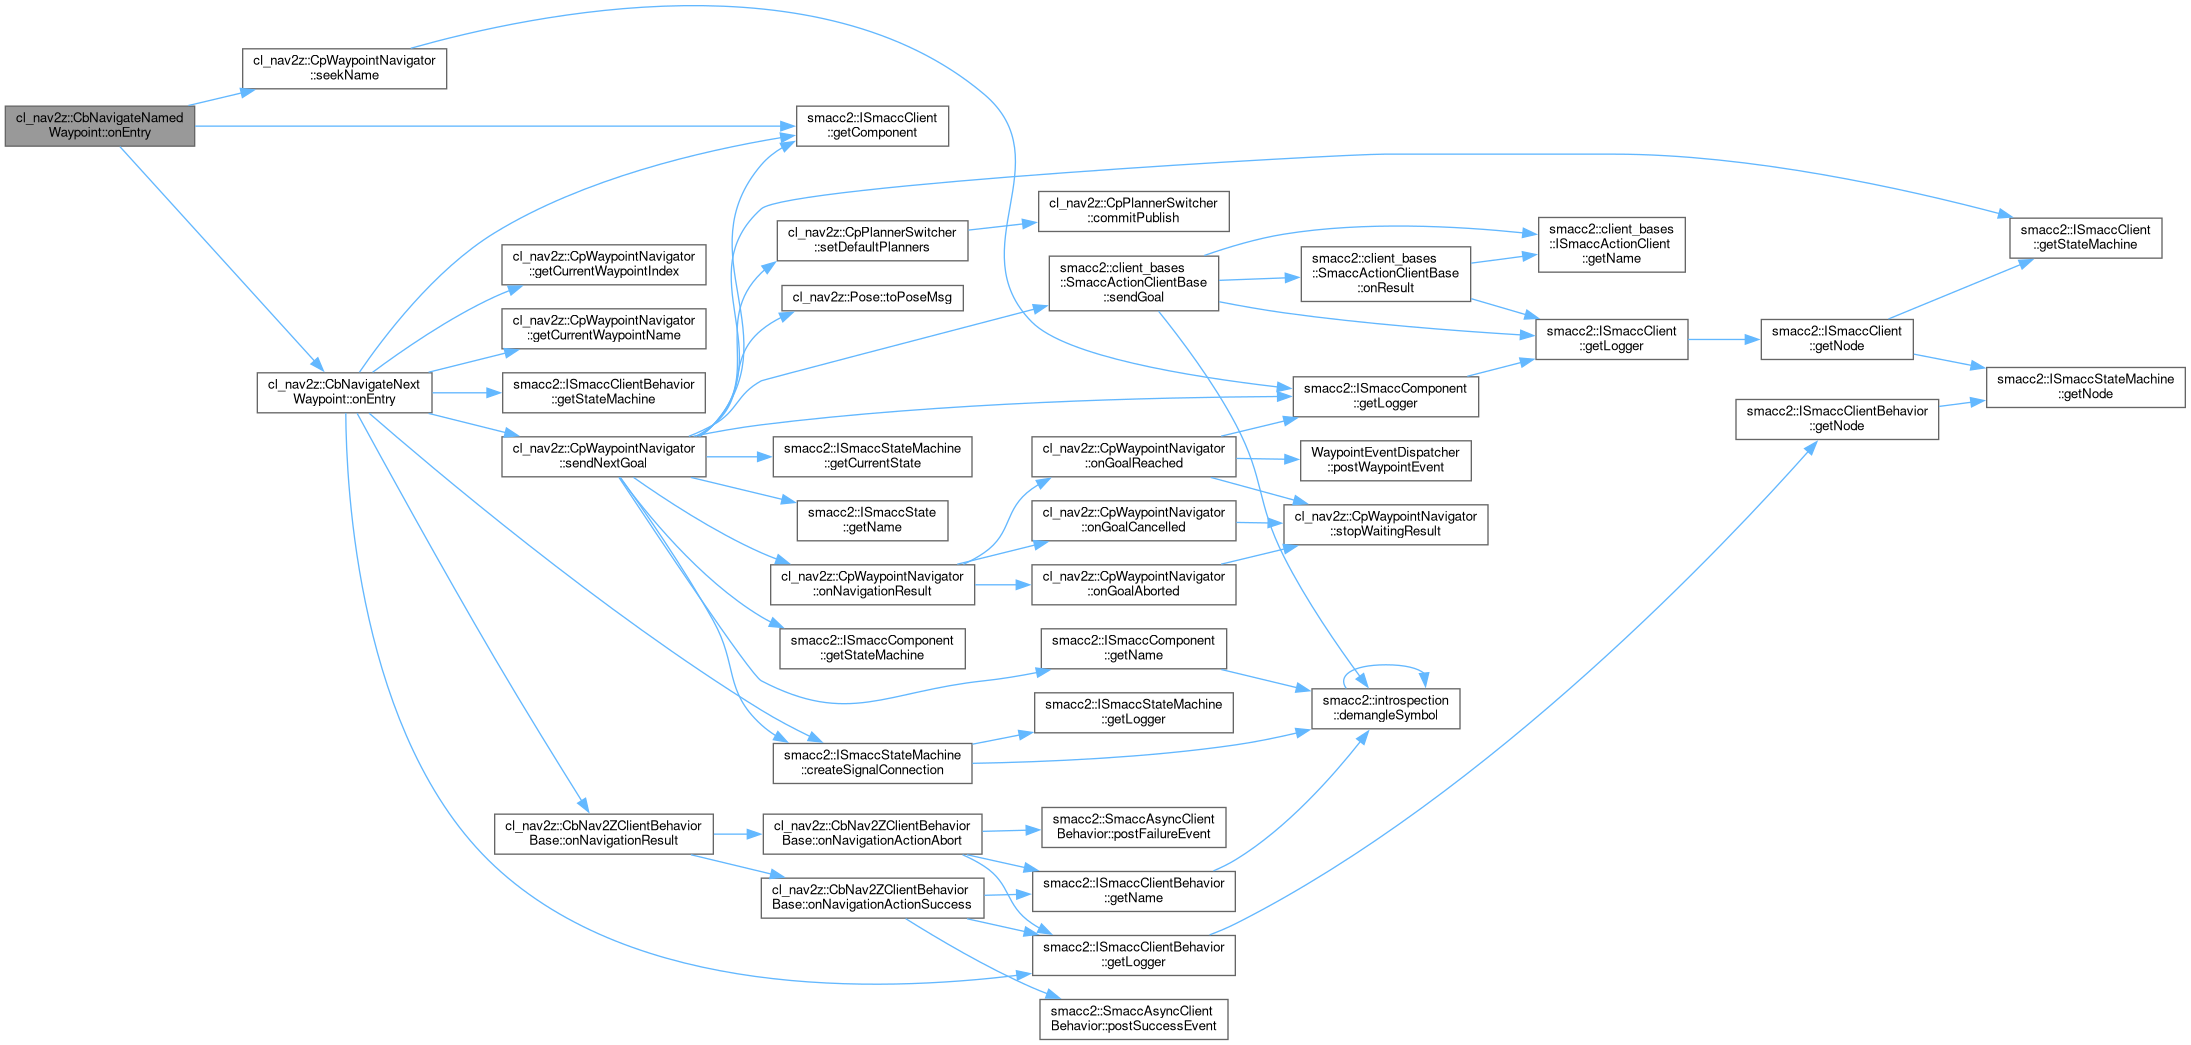 cl_nav2z::CbNavigateNamed
Waypoint::onEntry
cl_nav2z::CpWaypointNavigator
::seekName
smacc2::ISmaccClient
::getComponent
cl_nav2z::CbNavigateNext
Waypoint::onEntry
cl_nav2z::CpWaypointNavigator
::getCurrentWaypointIndex
cl_nav2z::CpWaypointNavigator
::getCurrentWaypointName
smacc2::ISmaccClientBehavior
::getStateMachine
cl_nav2z::CpWaypointNavigator
::sendNextGoal
cl_nav2z::CpPlannerSwitcher
::setDefaultPlanners
cl_nav2z::CpPlannerSwitcher
::commitPublish
cl_nav2z::Pose::toPoseMsg
smacc2::client_bases
::SmaccActionClientBase
::sendGoal
smacc2::client_bases
::SmaccActionClientBase
::onResult
smacc2::client_bases
::ISmaccActionClient
::getName
smacc2::ISmaccClient
::getLogger
smacc2::ISmaccClient
::getNode
smacc2::ISmaccClient
::getStateMachine
smacc2::ISmaccStateMachine
::getNode
smacc2::ISmaccComponent
::getLogger
smacc2::ISmaccClientBehavior
::getNode
smacc2::ISmaccStateMachine
::getCurrentState
smacc2::ISmaccState
::getName
cl_nav2z::CpWaypointNavigator
::onNavigationResult
cl_nav2z::CpWaypointNavigator
::onGoalReached
WaypointEventDispatcher
::postWaypointEvent
cl_nav2z::CpWaypointNavigator
::onGoalCancelled
cl_nav2z::CpWaypointNavigator
::stopWaitingResult
cl_nav2z::CpWaypointNavigator
::onGoalAborted
smacc2::ISmaccComponent
::getStateMachine
smacc2::ISmaccComponent
::getName
smacc2::introspection
::demangleSymbol
smacc2::ISmaccStateMachine
::getLogger
smacc2::ISmaccStateMachine
::createSignalConnection
cl_nav2z::CbNav2ZClientBehavior
Base::onNavigationResult
cl_nav2z::CbNav2ZClientBehavior
Base::onNavigationActionAbort
smacc2::SmaccAsyncClient
Behavior::postFailureEvent
cl_nav2z::CbNav2ZClientBehavior
Base::onNavigationActionSuccess
smacc2::ISmaccClientBehavior
::getName
smacc2::ISmaccClientBehavior
::getLogger
smacc2::SmaccAsyncClient
Behavior::postSuccessEvent